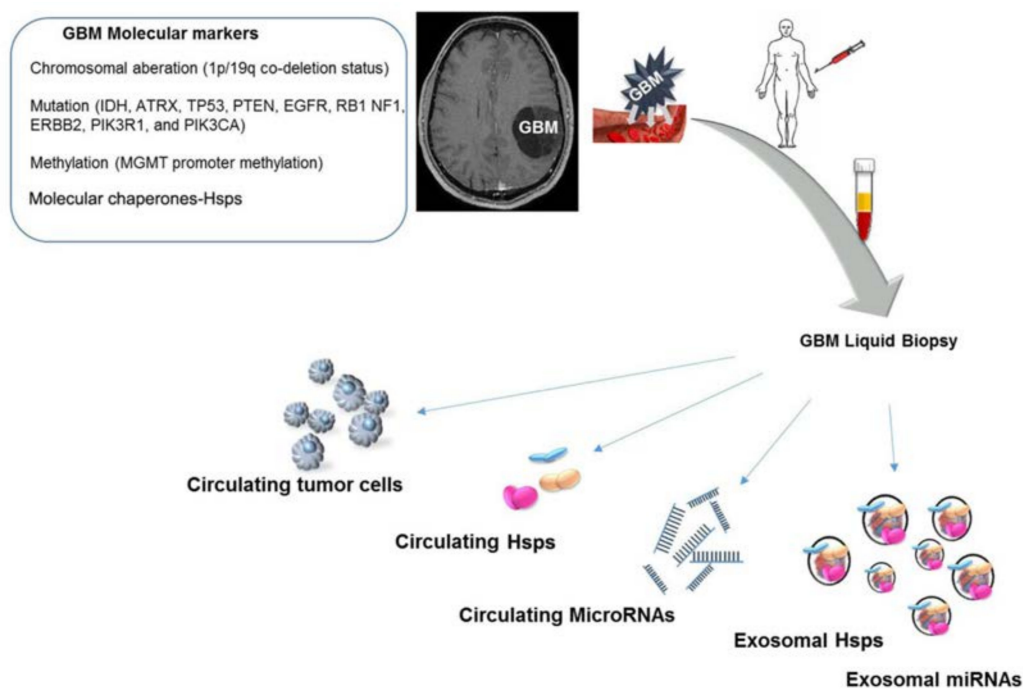 GBM Molecular markers
Chromosomal aberration (1p/19q co-deletion status)
Mutation (IDH, ATRX, TP53, PTEN, EGFR, RB1 NF1,
ERBB2, PIK3R1, and PIK3CA)
Methylation (MGMT promoter methylation)
Molecular chaperones-Hsps
GBM
GBM
GBM Liquid Biopsy
Circulating tumor cells
Circulating Hsps
Circulating MicroRNAs
Exosomal Hsps
Exosomal miRNAs